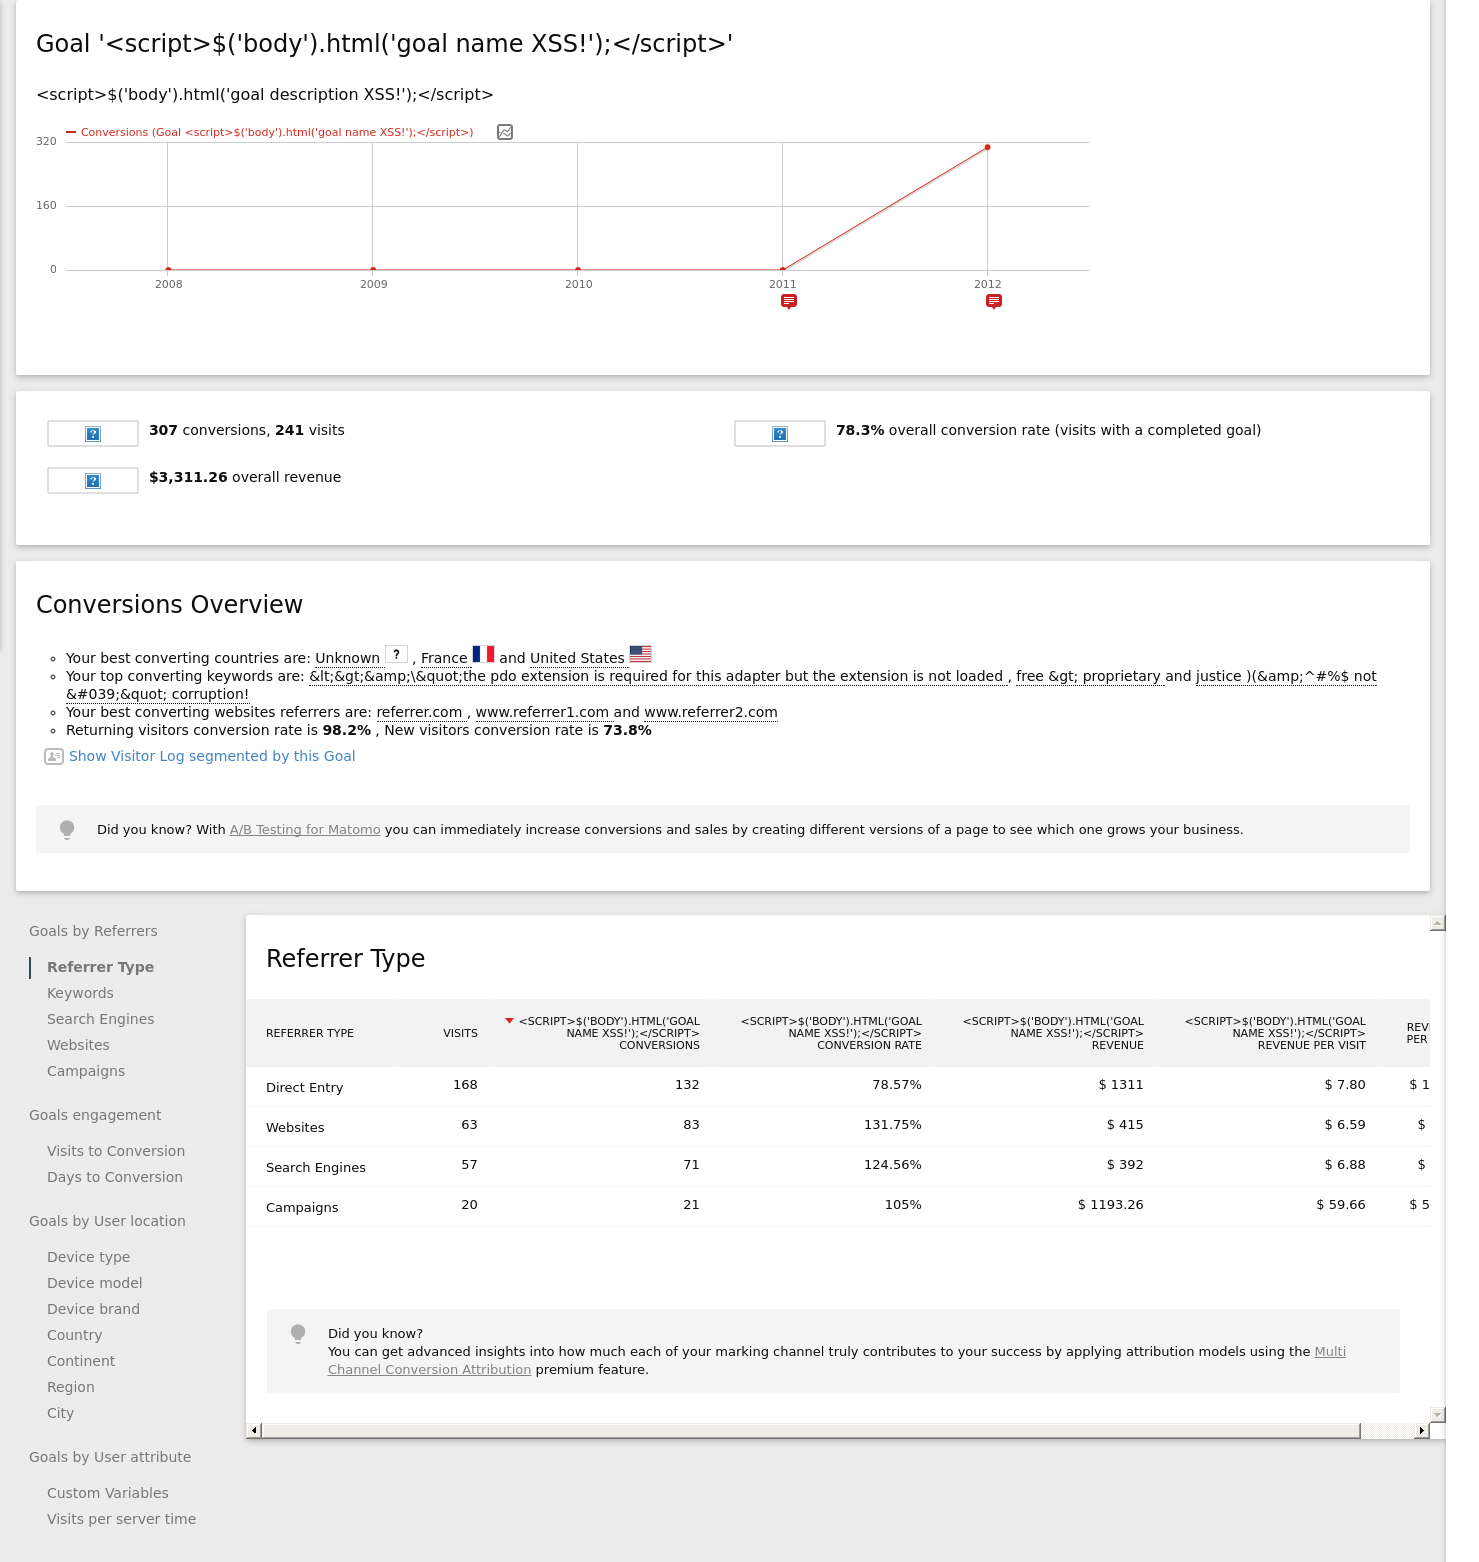 Goal '<script>$('body').html('goal name XSS!');</script>'
<script>$('body').html('goal description XSS!');</script>
Conversions (Goal <script>$('body').html('goal name XSS!');</script>)
320
160
0
2008 2009 2010 2011 2012
307 conversions, 241 visits
78.3% overall conversion rate (visits with a completed goal)
$3,311.26 overall revenue
Conversions Overview
Your best converting countries are: Unknown ? , France and United States
Your top converting keywords are: &lt;&gt;&amp;\&quot;the pdo extension is required for this adapter but the extension is not loaded , free &gt; proprietary and justice )(&amp;^#%$ not
&#039;&quot; corruption!
Your best converting websites referrers are: referrer.com , www.referrer1.com and www.referrer2.com
Returning visitors conversion rate is 98.2% , New visitors conversion rate is 73.8%
Show Visitor Log segmented by this Goal
Did you know? With A/B Testing for Matomo you can immediately increase conversions and sales by creating different versions of a page to see which one grows your business.
Goals by Referrers
Referrer Type
Keywords
Search Engines
Websites
Campaigns
Goals engagement
Visits to Conversion
Days to Conversion
Goals by User location
Device type
Device model
Device brand
Country
Continent
Region
City
Goals by User attribute
Custom Variables
Visits per server time
Referrer Type
REFERRER TYPE
VISITS
<SCRIPT>$('BODY').HTML('GOAL
NAME XSS!');</SCRIPT>
CONVERSIONS
<SCRIPT>$('BODY').HTML('GOAL
NAME XSS!');</SCRIPT>
CONVERSION RATE
<SCRIPT>$('BODY').HTML('GOAL
NAME XSS!');</SCRIPT>
REVENUE
<SCRIPT>$('BODY').HTML('GOAL
NAME XSS!');</SCRIPT>
REVENUE PER VISIT
REV
PER
Direct Entry 168 132 78.57% $ 1311 $ 7.80 $ 1
Websites 63 83 131.75% $ 415 $ 6.59 $
Search Engines 57 71 124.56% $ 392 $ 6.88 $
Campaigns 20 21 105% $ 1193.26 $ 59.66 $ 5
Did you know?
You can get advanced insights into how much each of your marking channel truly contributes to your success by applying attribution models using the Multi
Channel Conversion Attribution premium feature.